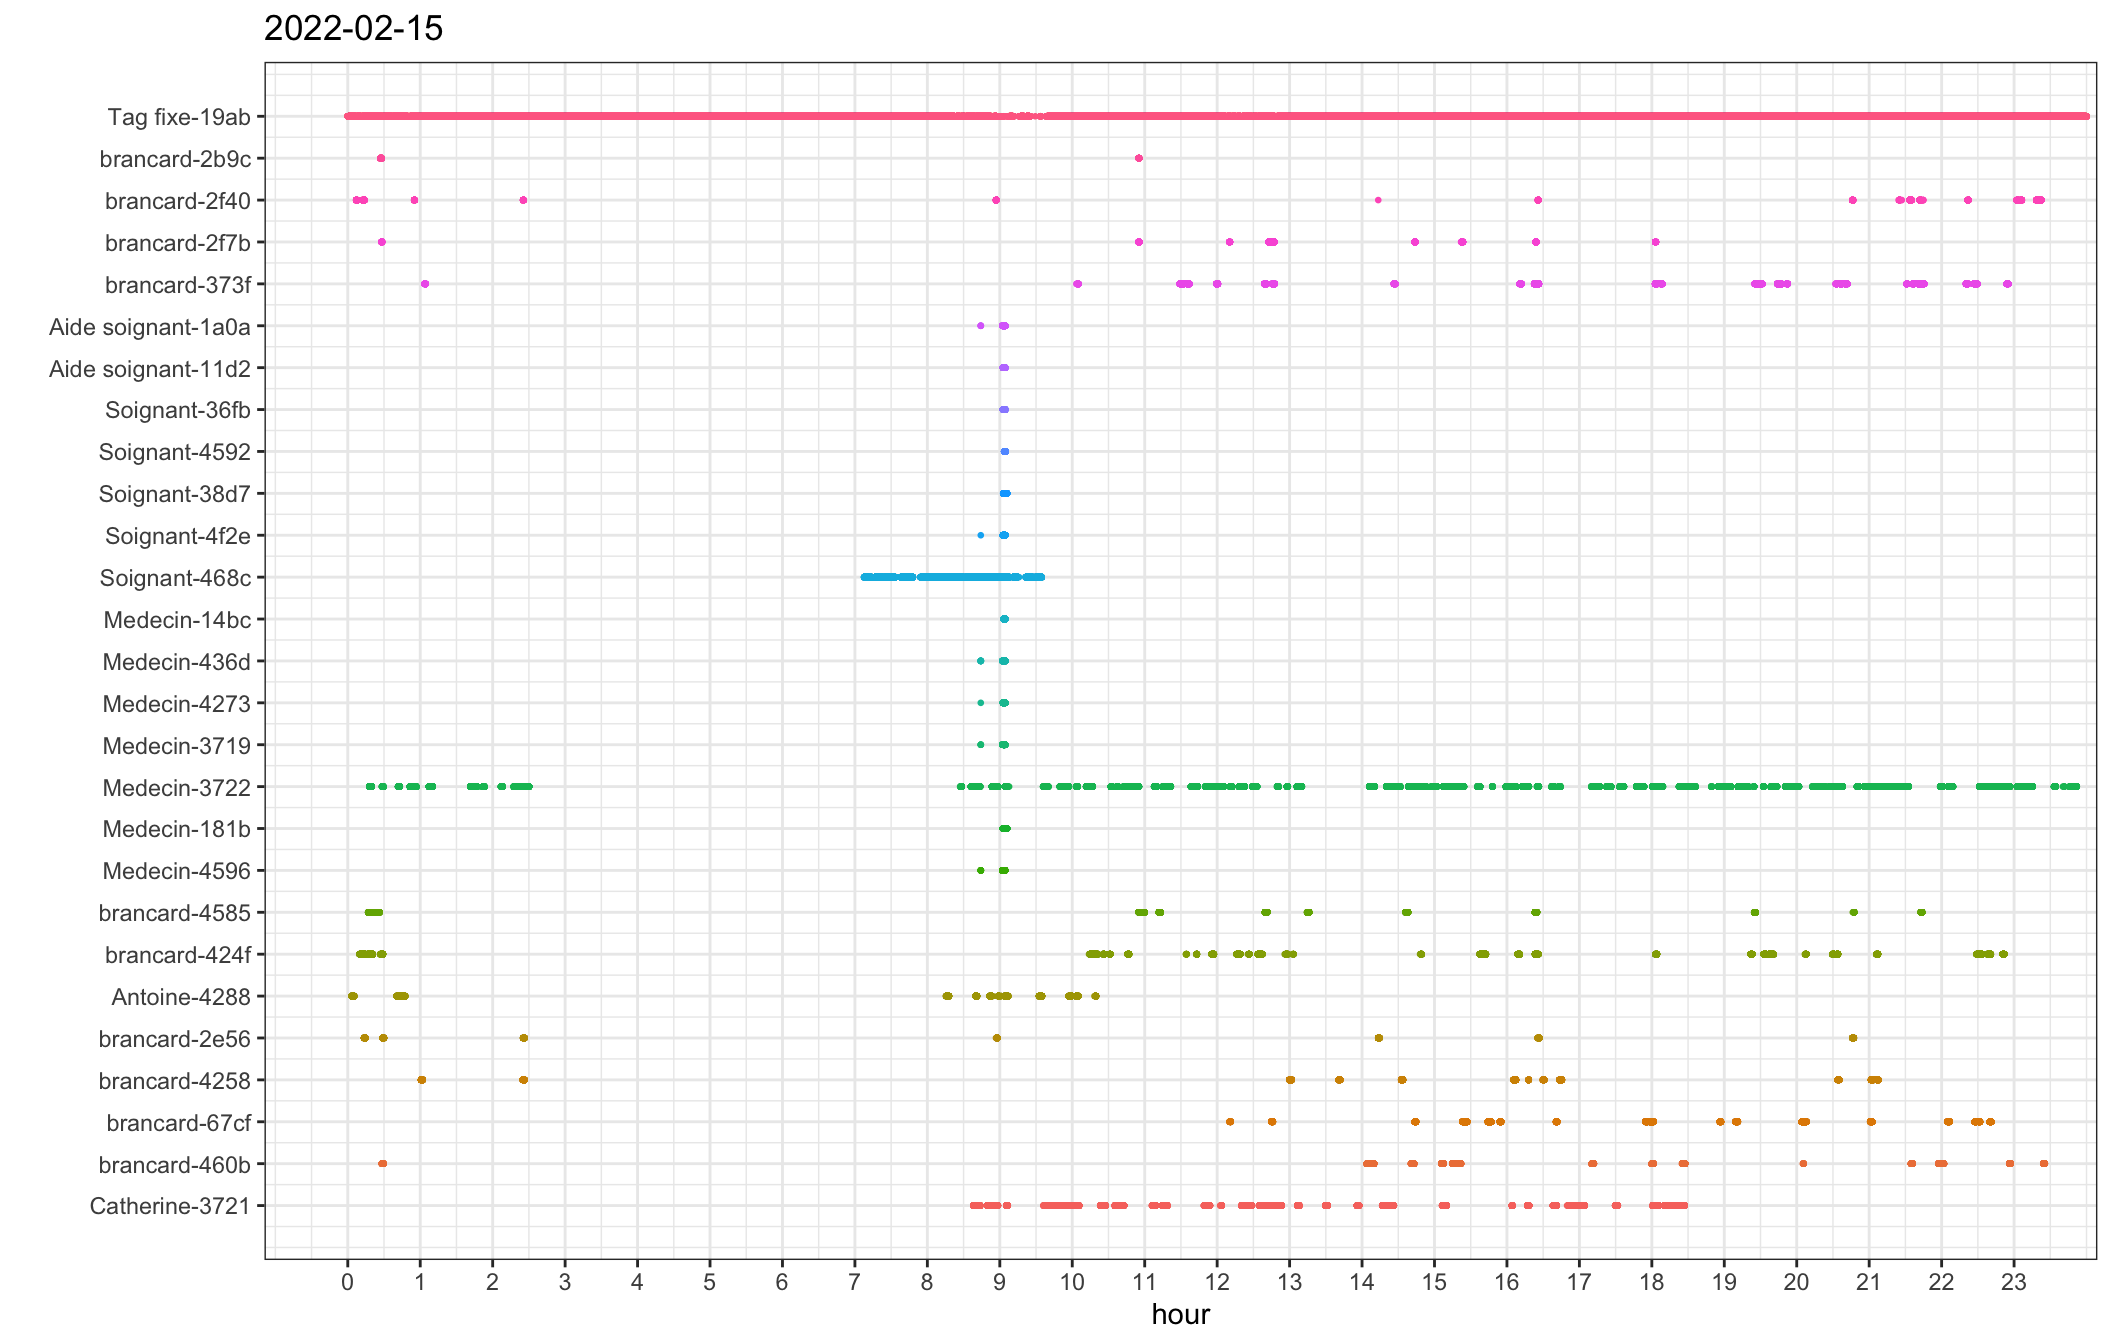 2022-02-15
Tag fixe-19ab
brancard-2b9c
brancard-2f40
brancard-2f7b
brancard-373f
Aide soignant-1a0a
Aide soignant-11d2
Soignant-36fb
Soignant-4592
Soignant-38d7
Soignant-4f2e
Soignant-468c
Medecin-14bc
Medecin-436d
Medecin-4273
Medecin-3719
Medecin-3722
Medecin-181b
Medecin-4596
brancard-4585
brancard-424f
Antoine-4288
brancard-2e56
brancard-4258
brancard-67cf
brancard-460b
Catherine-3721
0 1 2 3 4 5 6 7 8 9 10 11 12 13 14 15 16 17 18 19 20 21 22 23
hour